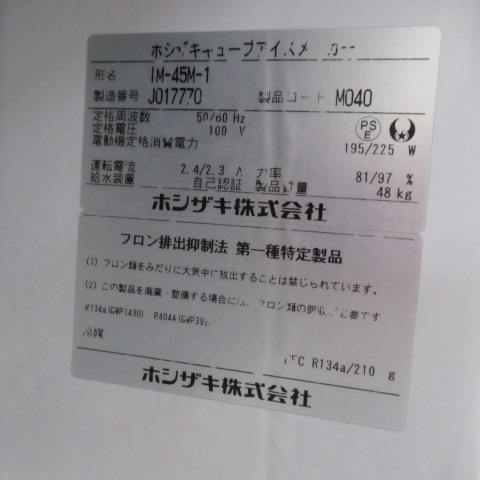 ホシザキキューブアイスメーカー
形名 IM-45M-1
製造番号 J017770 製品コード M040
定格周波数 50/60 Hz
定格電圧 100 V
電動機定格消費電力 195/225 W
PS
E
運転電流 2.4/2.3 A 力率 81/97 %
給水装置 自己認証 製品質量 48 kg
ホシザキ株式会社
フロン排出抑制法 第一種特定製品
(1) フロン類をみだりに大気中に放出することは禁じられています。
(2) この製品を廃棄・整備する場合には、フロン類の回収が必要です
R134a(GWP1430) R404A(GWP392
冷媒 HFC R134a/210 g
ホシザキ株式会社